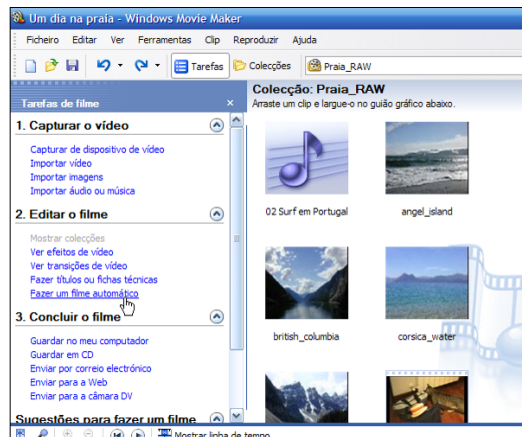 Um dia na praia - Windows Movie Maker
Ficheiro Editar Ver Ferramentas Clip Reproduzir Ajuda
Tarefas Colecções Praia_RAW
Tarefas de filme
Colecção: Praia_RAW
Arraste um clip e largue-o no guião gráfico abaixo.
1. Capturar o vídeo
Capturar de dispositivo de vídeo
Importar vídeo
Importar imagens
Importar áudio ou música
02 Surf em Portugal
angel_island
2. Editar o filme
Mostrar colecções
Ver efeitos de vídeo
Ver transições de vídeo
Fazer títulos ou fichas técnicas
Fazer um filme automático
british_columbia
corsica_water
3. Concluir o filme
Guardar no meu computador
Guardar em CD
Enviar por correio electrónico
Enviar para a Web
Enviar para a câmara DV
Sugestões para fazer um filme
Mostrar linha de tempo